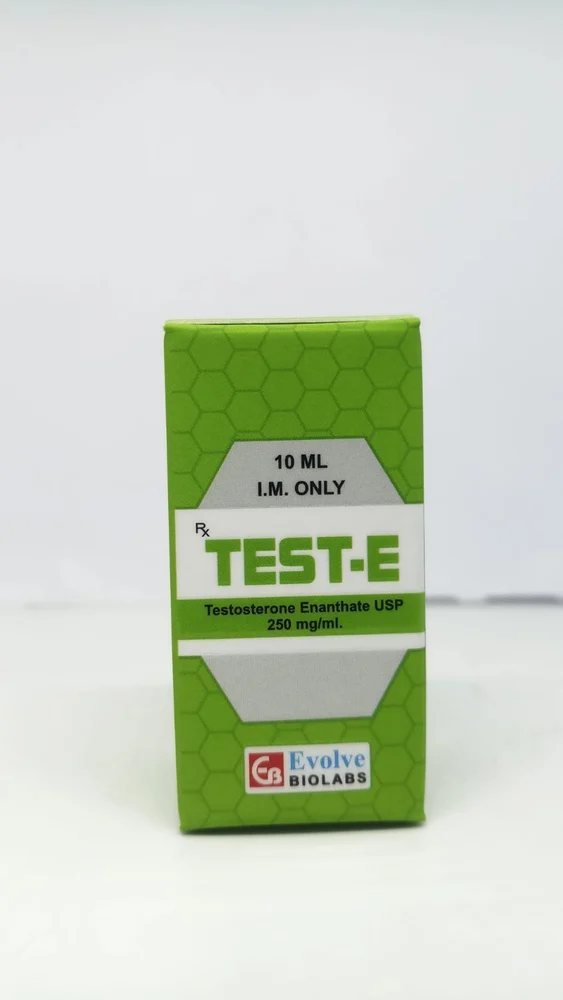 10 ML
I.M. ONLY
Rx
TEST-E
Testosterone Enanthate USP
250 mg/ml.
EB Evolve
BIOLABS